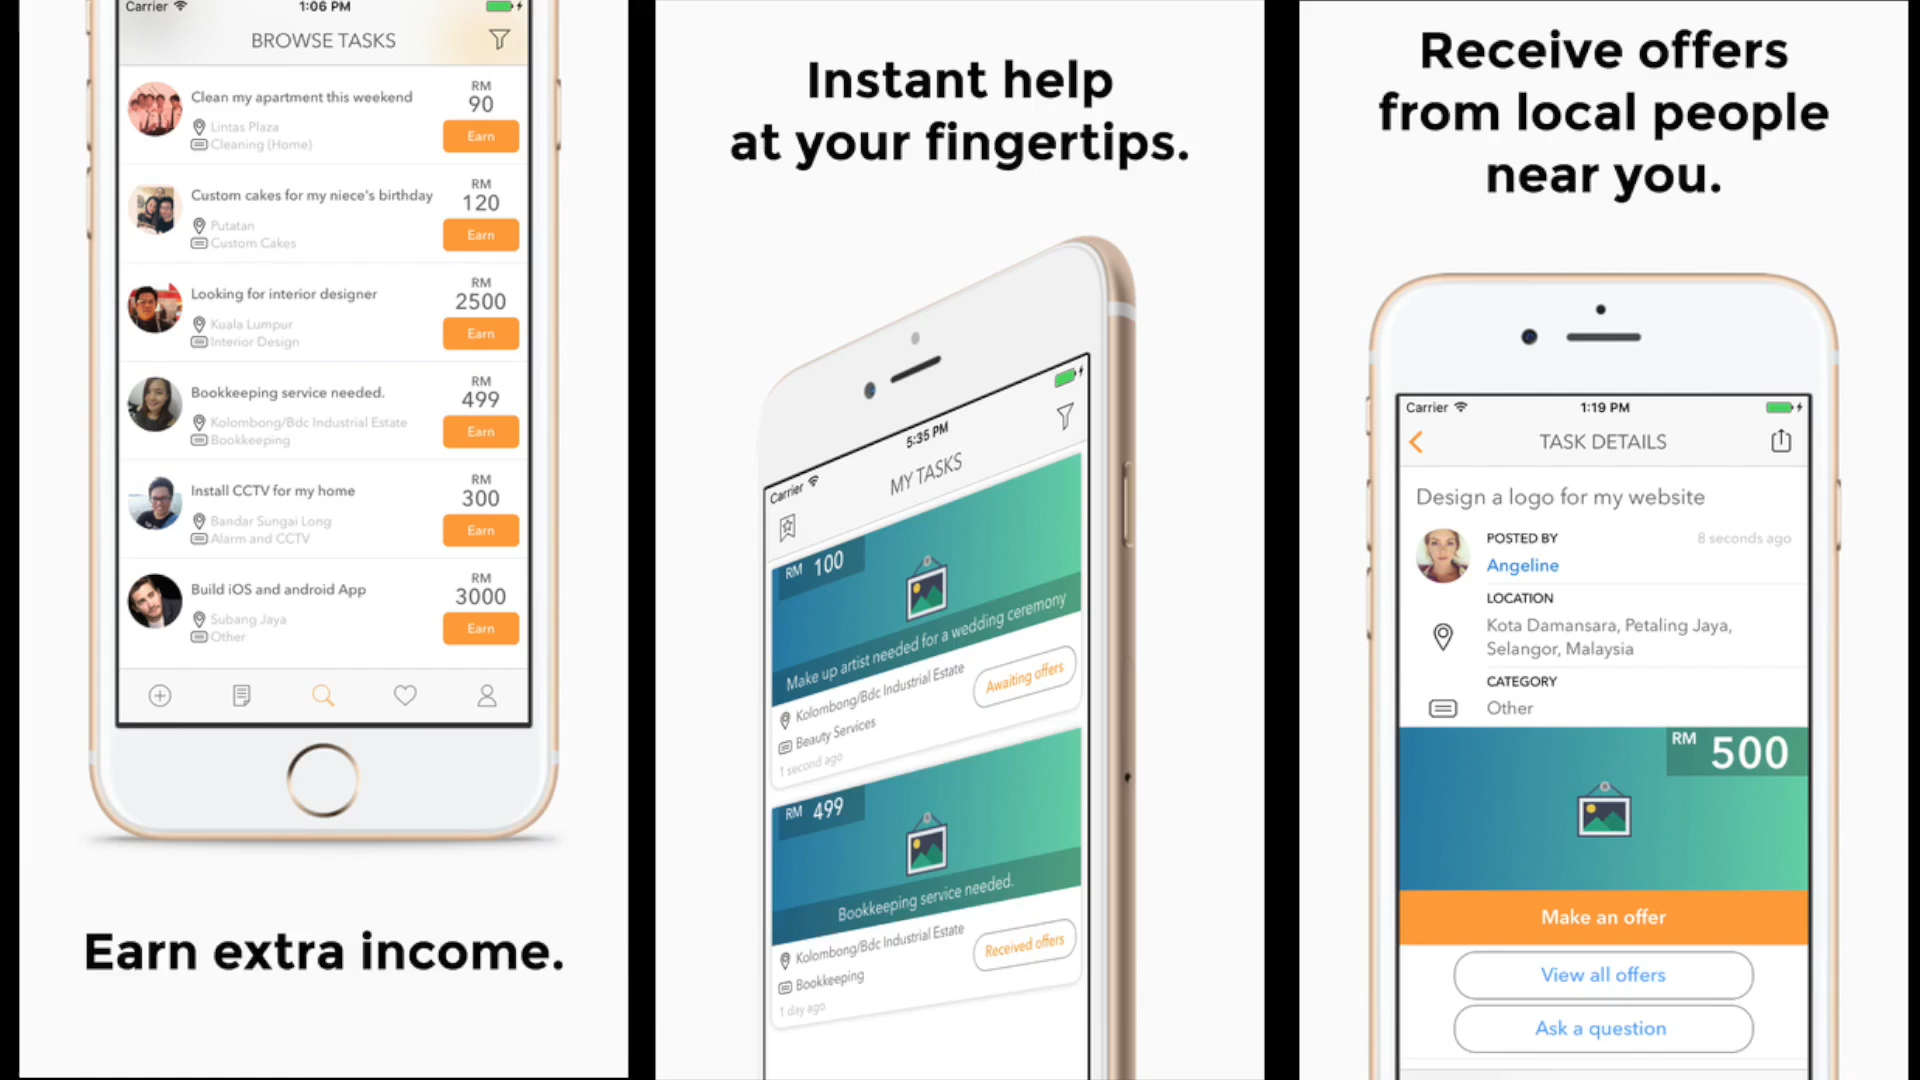 Carrier 1:06 PM
BROWSE TASKS
Clean my apartment this weekend
Lintas Plaza
Cleaning (Home)
RM
90
Earn
Custom cakes for my niece's birthday
Putatan
Custom Cakes
RM
120
Earn
Looking for interior designer
Kuala Lumpur
Interior Design
RM
2500
Earn
Bookkeeping service needed.
Kolombong/Bdc Industrial Estate
Bookkeeping
RM
499
Earn
Install CCTV for my home
Bandar Sungai Long
Alarm and CCTV
RM
300
Earn
Build iOS and android App
Subang Jaya
Other
RM
3000
Earn
Earn extra income.
Instant help
at your fingertips.
Carrier 5:35 PM
MY TASKS
RM 100
Make up artist needed for a wedding ceremony
Kolombong/Bdc Industrial Estate
Beauty Services
1 second ago
Awaiting offers
RM 499
Bookkeeping service needed.
Kolombong/Bdc Industrial Estate
Bookkeeping
1 day ago
Received offers
Receive offers
from local people
near you.
Carrier 1:19 PM
TASK DETAILS
Design a logo for my website
POSTED BY 8 seconds ago
Angeline
LOCATION
Kota Damansara, Petaling Jaya,
Selangor, Malaysia
CATEGORY
Other
RM 500
Make an offer
View all offers
Ask a question